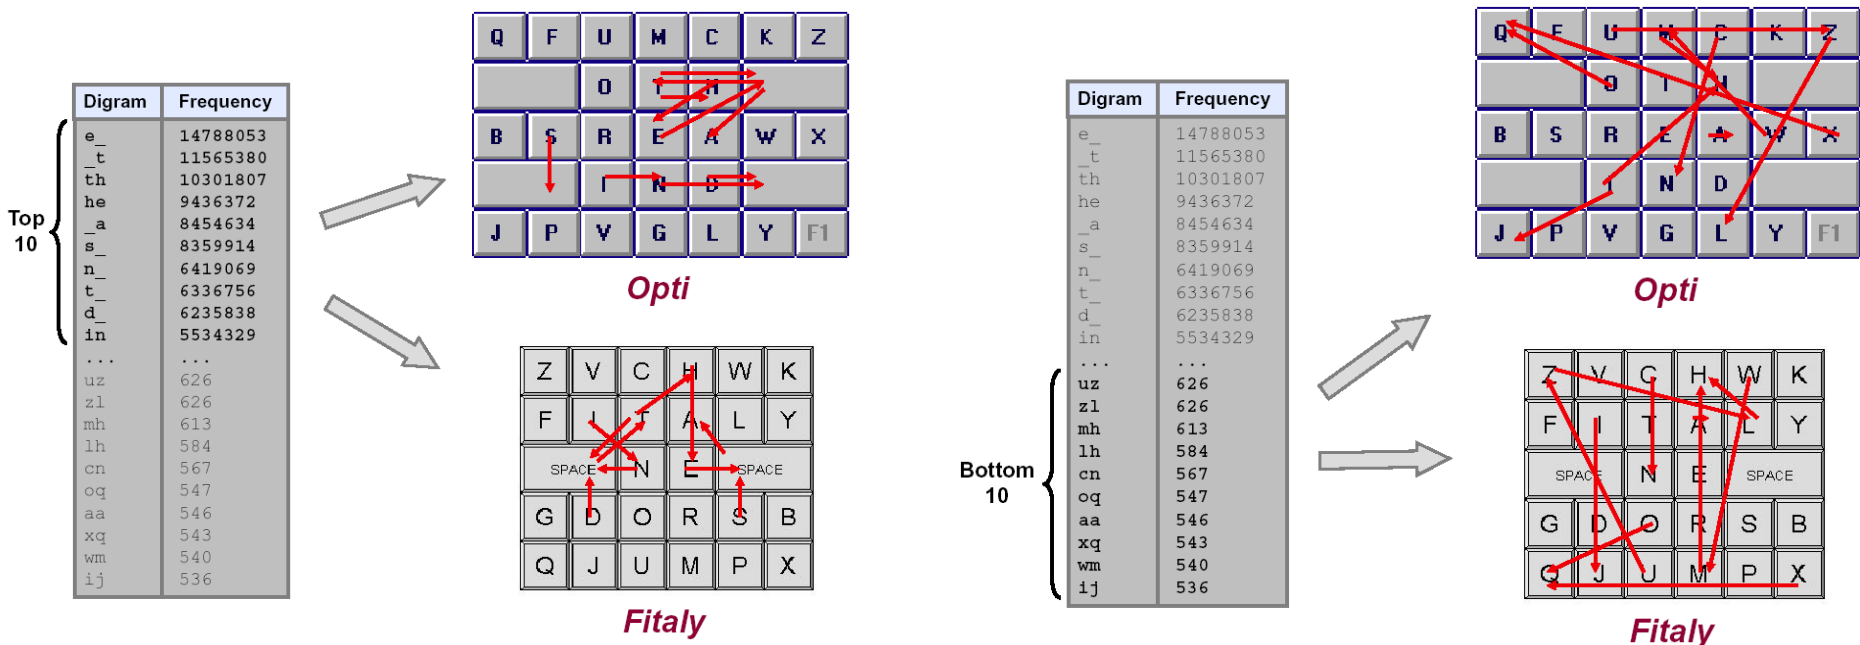 Digram Frequency
e_ 14788053
_t 11565380
th 10301807
he 9436372
_a 8454634
s_ 8359914
n_ 6419069
t_ 6336756
d_ 6235838
in 5534329
... ...
uz 626
zl 626
mh 613
lh 584
cn 567
oq 547
aa 546
xq 543
wm 540
ij 536
Top
10
Q F U M C K Z
O T H
B S R E A W X
I N D
J P V G L Y F1
Opti
Z V C H W K
F I T A L Y
SPACE N E SPACE
G D O R S B
Q J U M P X
Fitaly
Digram Frequency
e_ 14788053
_t 11565380
th 10301807
he 9436372
_a 8454634
s_ 8359914
n_ 6419069
t_ 6336756
d_ 6235838
in 5534329
... ...
uz 626
zl 626
mh 613
lh 584
cn 567
oq 547
aa 546
xq 543
wm 540
ij 536
Bottom
10
Q F U M C K Z
O T H
B S R E A W X
I N D
J P V G L Y F1
Opti
Z V C H W K
F I T A L Y
SPACE N E SPACE
G D O R S B
Q J U M P X
Fitaly